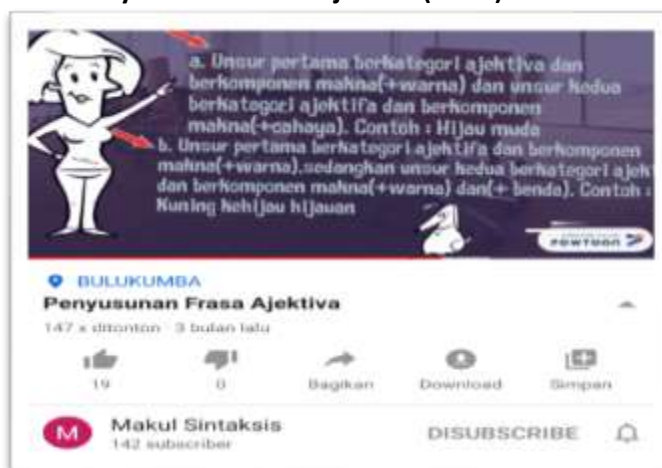 a. Unsur pertama berkategori ajektiva dan
berkomponen makna(+warna) dan unsur kedua
berkategori ajektifa dan berkomponen
makna(+cahaya). Contoh : Hijau muda
b. Unsur pertama berkategori ajektifa dan berkomponen
makna(+warna).sedangkan unsur kedua berkategori ajek
dan berkomponen makna(+warna) dan(+ benda). Contoh :
Kuning kehijau hijauan
POWTOON
BULUKUMBA
Penyusunan Frasa Ajektiva
147 x ditonton 3 bulan lalu
19 0 Bagikan Download Simpan
M Makul Sintaksis DISUBSCRIBE
142 subscriber